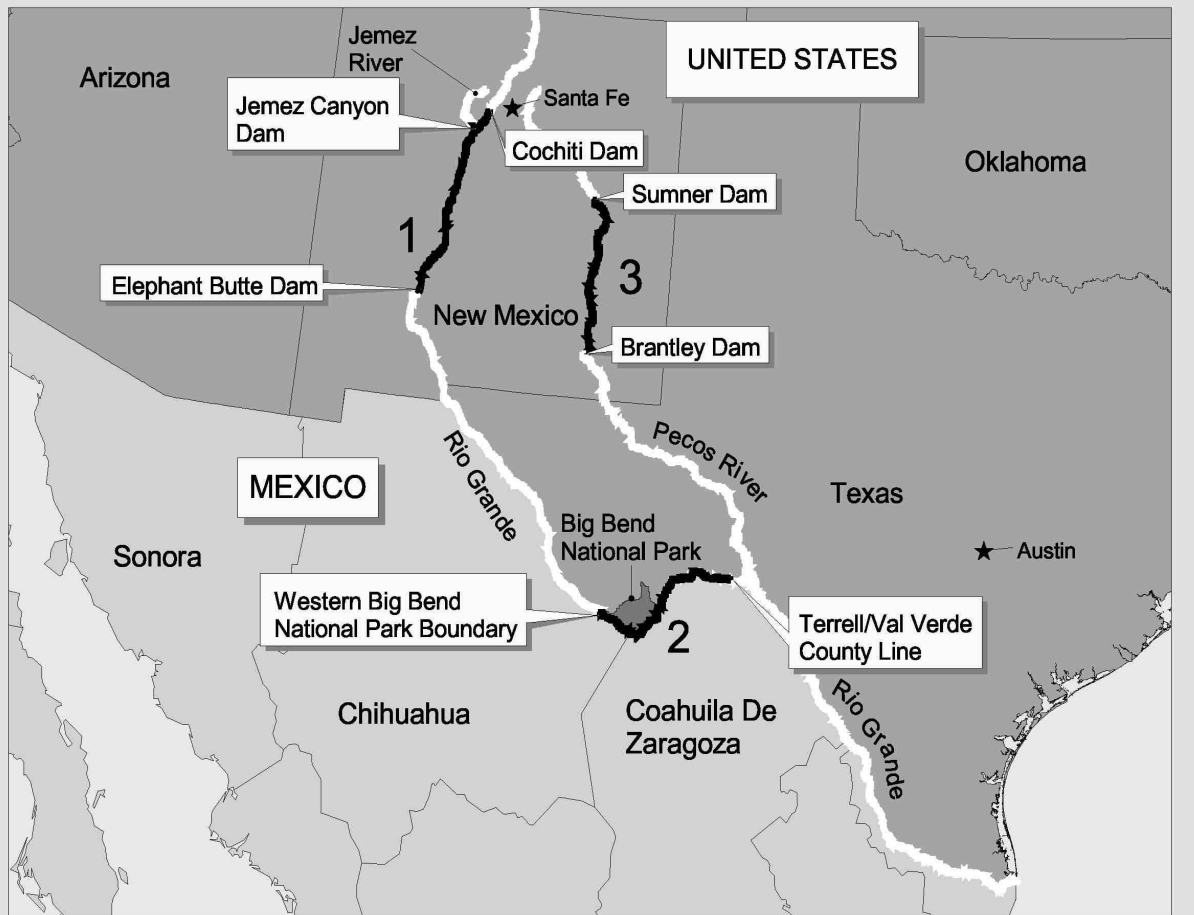 Jemez
River
UNITED STATES
Arizona
Jemez Canyon
Dam
Santa Fe
Cochiti Dam
Oklahoma
Sumner Dam
1
3
Elephant Butte Dam
New Mexico
Brantley Dam
Pecos River
Rio Grande
MEXICO
Texas
Big Bend
National Park
Sonora
Austin
Western Big Bend
National Park Boundary
2
Terrell/Val Verde
County Line
Chihuahua
Coahuila De
Zaragoza
Rio Grande